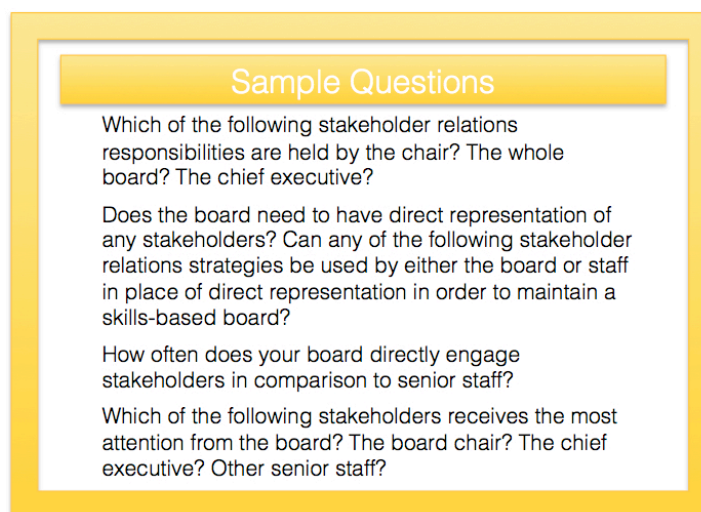 Sample Questions
Which of the following stakeholder relations
responsibilities are held by the chair? The whole
board? The chief executive?
Does the board need to have direct representation of
any stakeholders? Can any of the following stakeholder
relations strategies be used by either the board or staff
in place of direct representation in order to maintain a
skills-based board?
How often does your board directly engage
stakeholders in comparison to senior staff?
Which of the following stakeholders receives the most
attention from the board? The board chair? The chief
executive? Other senior staff?